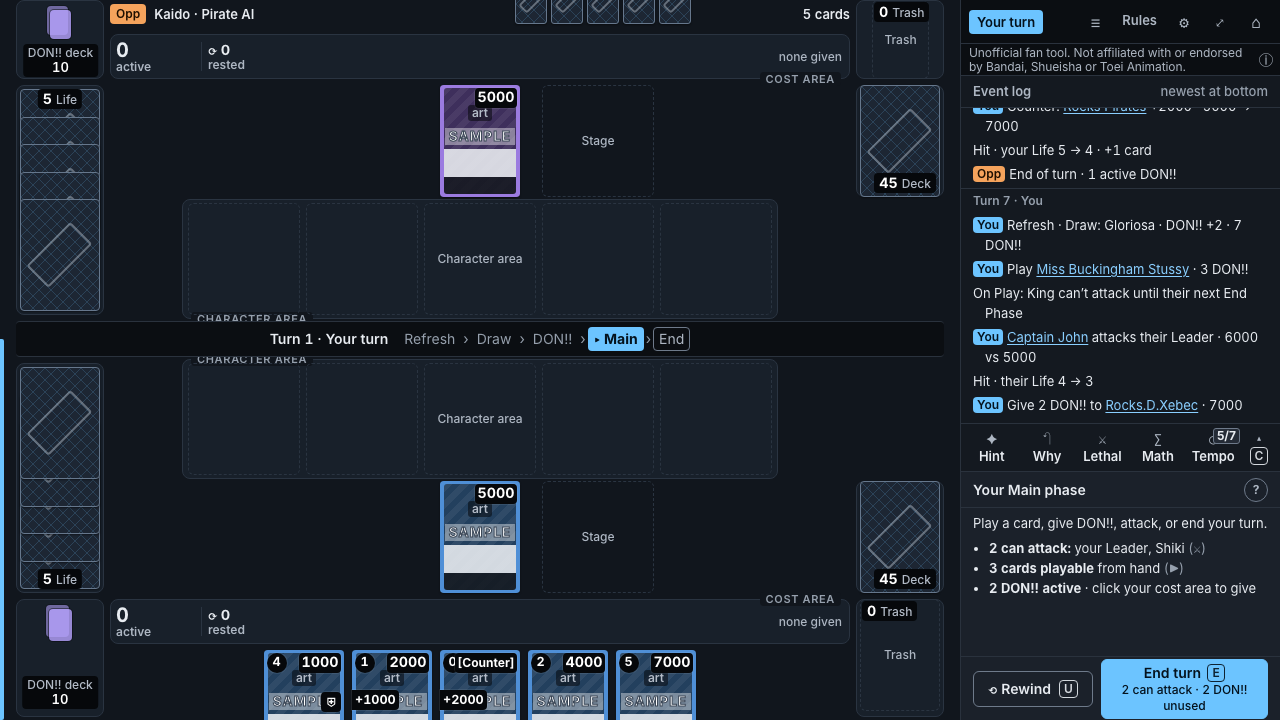 Opp Kaido · Pirate AI
5 cards
0 Trash
Trash
DON!! deck
10
0
active
0
rested
none given
COST AREA
5 Life
5000
art
SAMPLE
Stage
45 Deck
Character area
CHARACTER AREA
Turn 1 · Your turn Refresh › Draw › DON!! › ▸ Main › End
CHARACTER AREA
Character area
5000
art
SAMPLE
Stage
5 Life
45 Deck
COST AREA
0
active
0
rested
none given
0 Trash
Trash
DON!! deck
10
4 1000
art
1 2000
art
+1000
0 [Counter]
art
+2000
2 4000
art
SAMPLE
5 7000
art
SAMPLE
Your turn
Rules
Unofficial fan tool. Not affiliated with or endorsed
by Bandai, Shueisha or Toei Animation.
Event log
newest at bottom
7000
Hit · your Life 5 → 4 · +1 card
Opp End of turn · 1 active DON!!
Turn 7 · You
You Refresh · Draw: Gloriosa · DON!! +2 · 7
DON!!
You Play Miss Buckingham Stussy · 3 DON!!
On Play: King can't attack until their next End
Phase
You Captain John attacks their Leader · 6000
vs 5000
Hit · their Life 4 → 3
You Give 2 DON!! to Rocks.D.Xebec · 7000
Hint
Why
Lethal
Math
5/7
Tempo
C
Your Main phase
?
Play a card, give DON!!, attack, or end your turn.
• 2 can attack: your Leader, Shiki (⚔)
• 3 cards playable from hand (▶)
• 2 DON!! active · click your cost area to give
Rewind U
End turn E
2 can attack · 2 DON!!
unused